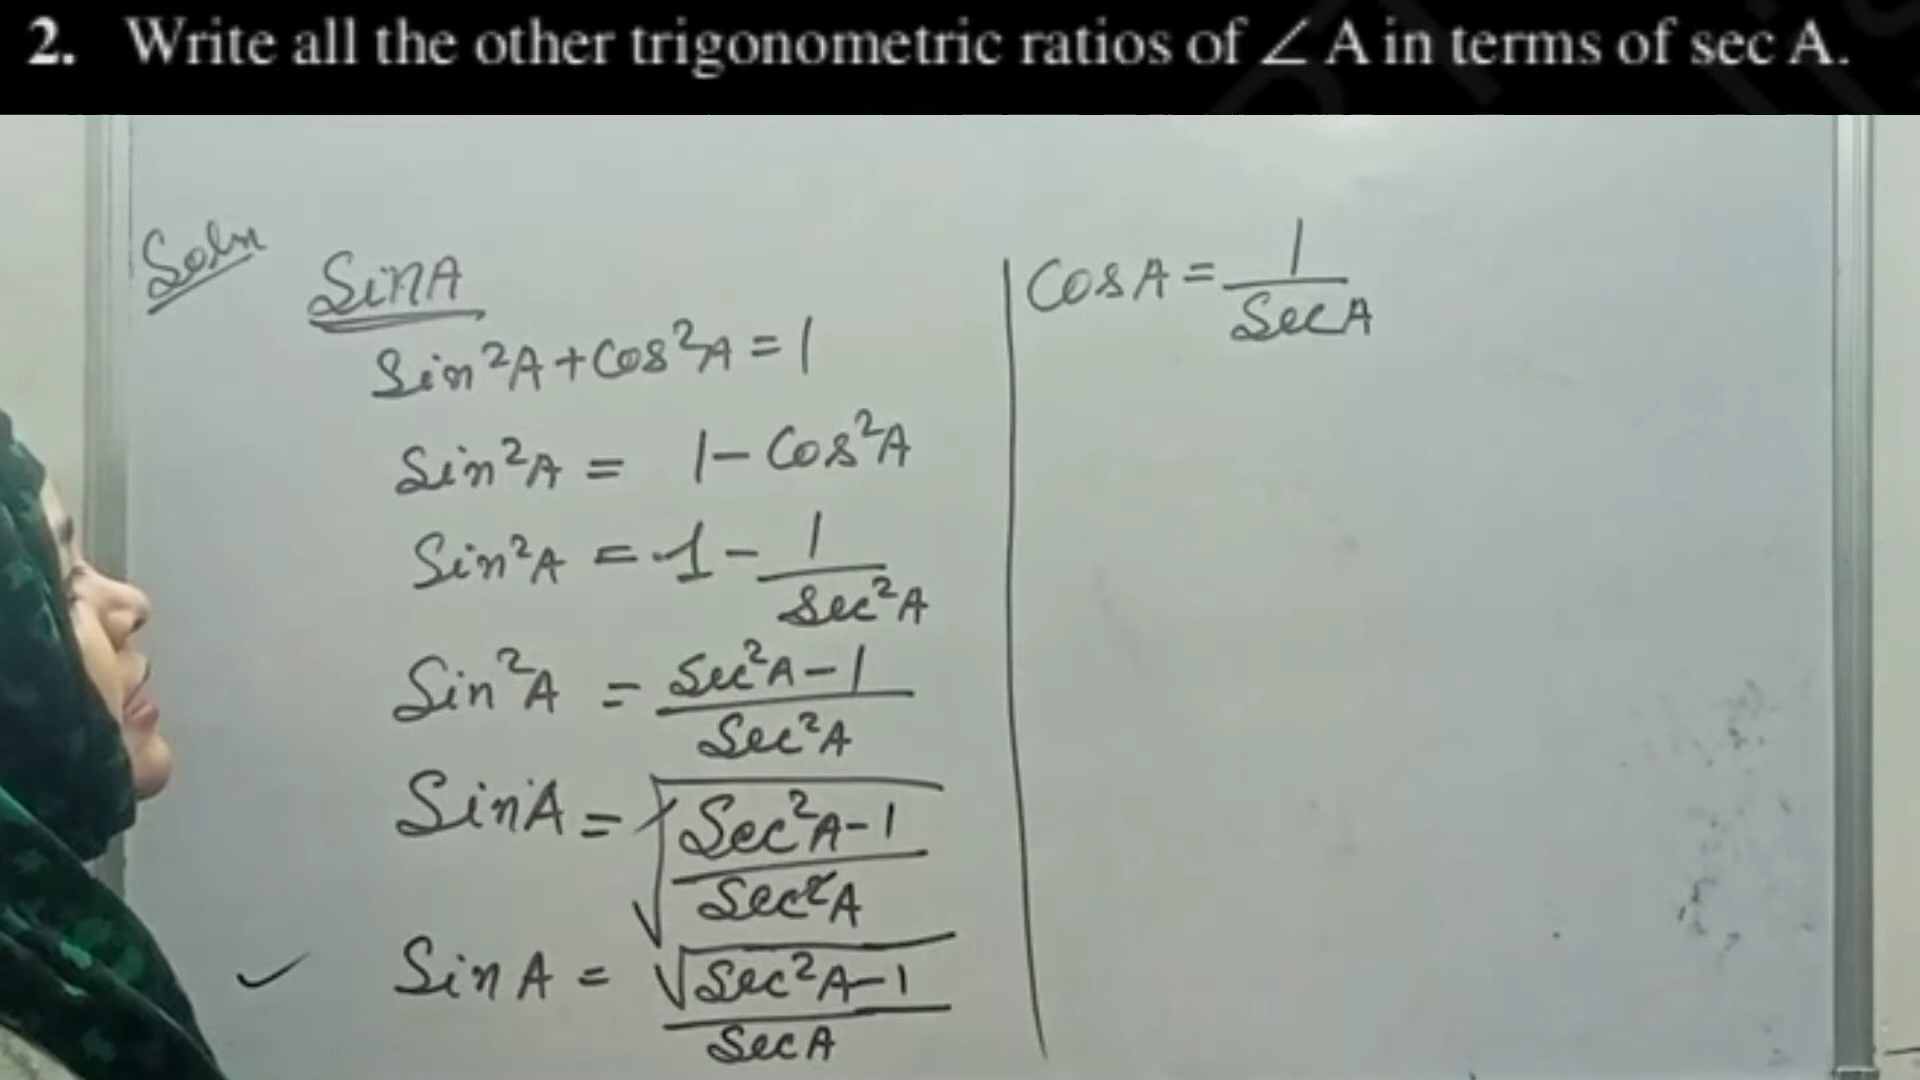 2. Write all the other trigonometric ratios of ∠ A in terms of sec A.
Soln
SinA
Sin²A + Cos²A = 1
Sin²A = 1 - Cos²A
Sin²A = 1 - 1/Sec²A
Sin²A = Sec²A - 1/Sec²A
SinA = √(Sec²A - 1/Sec²A)
✓ SinA = √(Sec²A - 1)/SecA
CosA = 1/SecA